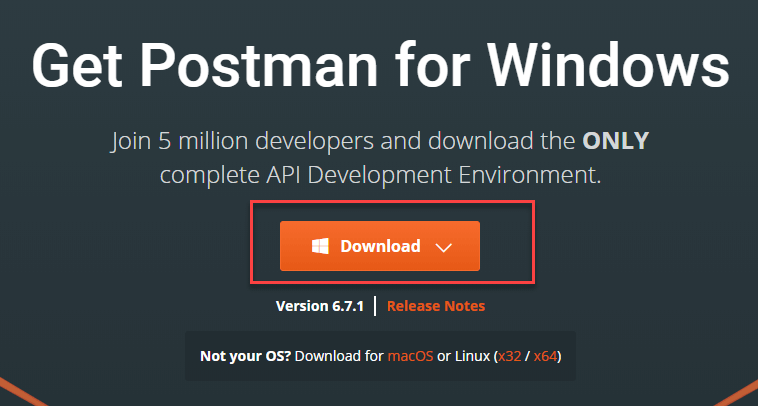 Get Postman for Windows
Join 5 million developers and download the ONLY
complete API Development Environment.
Download
Version 6.7.1 | Release Notes
Not your OS? Download for macOS or Linux (x32 / x64)